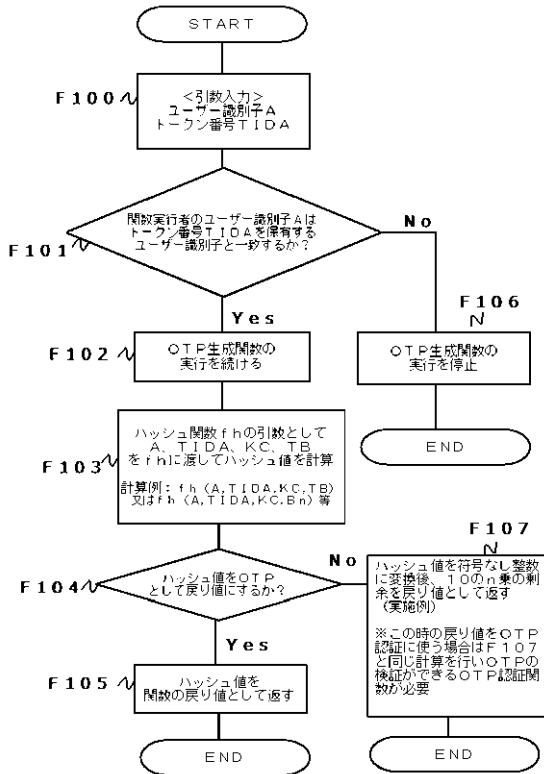 START
F100
<引数入力>
ユーザー識別子A
トークン番号TIDA
F101
関数実行者のユーザー識別子Aは
トークン番号TIDAを保有する
ユーザー識別子と一致するか?
No
Yes
F102
OTP生成関数の
実行を続ける
F106
OTP生成関数の
実行を停止
END
F103
ハッシュ関数fhの引数として
A、TIDA、KC、TB
をfhに渡してハッシュ値を計算
計算例:fh(A,TIDA,KC,TB)
又はfh(A,TIDA,KC.Bn)等
F104
ハッシュ値をOTP
として戻り値にするか?
No
Yes
F105
ハッシュ値を
関数の戻り値として返す
END
F107
ハッシュ値を符号なし整数
に変換後、10のn乗の剰
余を戻り値として返す
(実施例)
※この時の戻り値をOTP
認証に使う場合はF107
と同じ計算を行いOTPの
検証ができるOTP認証関
数が必要
END